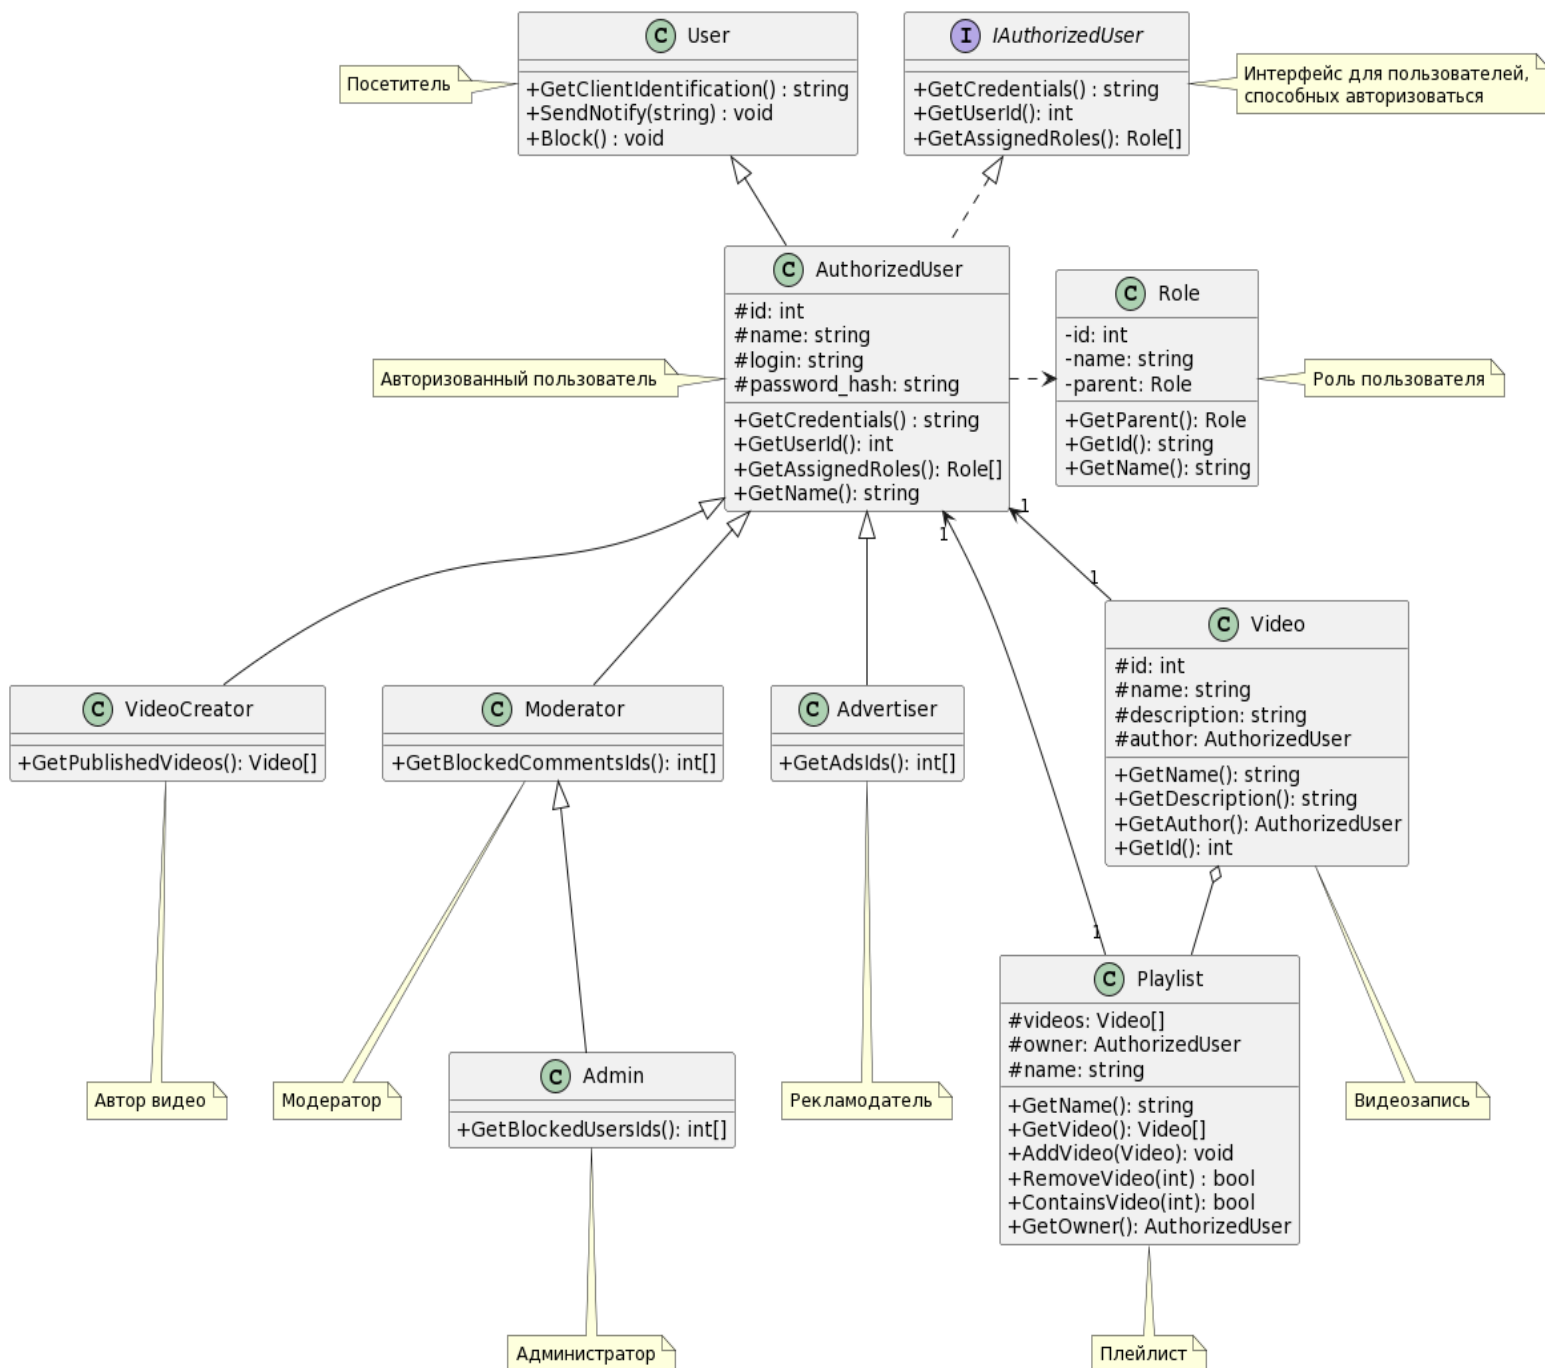 C User
+GetClientIdentification() : string
+SendNotify(string) : void
+Block() : void
Посетитель
I IAuthorizedUser
+GetCredentials() : string
+GetUserId(): int
+GetAssignedRoles(): Role[]
Интерфейс для пользователей,
способных авторизоваться
C AuthorizedUser
#id: int
#name: string
#login: string
#password_hash: string
+GetCredentials() : string
+GetUserId(): int
+GetAssignedRoles(): Role[]
+GetName(): string
Авторизованный пользователь
C Role
-id: int
-name: string
-parent: Role
+GetParent(): Role
+GetId(): string
+GetName(): string
Роль пользователя
1
1
1
1
C VideoCreator
+GetPublishedVideos(): Video[]
C Moderator
+GetBlockedCommentsIds(): int[]
C Advertiser
+GetAdsIds(): int[]
C Video
#id: int
#name: string
#description: string
#author: AuthorizedUser
+GetName(): string
+GetDescription(): string
+GetAuthor(): AuthorizedUser
+GetId(): int
C Playlist
#videos: Video[]
#owner: AuthorizedUser
#name: string
+GetName(): string
+GetVideo(): Video[]
+AddVideo(Video): void
+RemoveVideo(int) : bool
+ContainsVideo(int): bool
+GetOwner(): AuthorizedUser
C Admin
+GetBlockedUsersIds(): int[]
Автор видео
Модератор
Рекламодатель
Видеозапись
Администратор
Плейлист